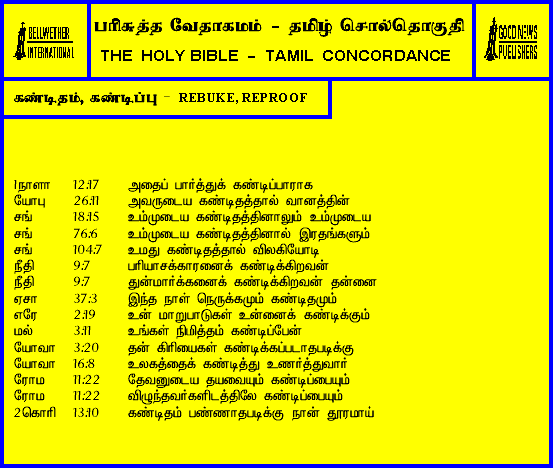 BELLWETHER
INTERNATIONAL
பரிசுத்த வேதாகமம் - தமிழ் சொல்தொகுதி
THE HOLY BIBLE - TAMIL CONCORDANCE
GOOD NEWS
PUBLISHERS
கண்டிதம், கண்டிப்பு - REBUKE, REPROOF
1நாளா 12:17 அதைப் பார்த்துக் கண்டிப்பாராக
யோபு 26:11 அவருடைய கண்டிதத்தால் வானத்தின்
சங் 18:15 உம்முடைய கண்டிதத்தினாலும் உம்முடைய
சங் 76:6 உம்முடைய கண்டிதத்தினால் இரதங்களும்
சங் 104:7 உமது கண்டிதத்தால் விலகியோடி
நீதி 9:7 பரியாசக்காரனைக் கண்டிக்கிறவன்
நீதி 9:7 துன்மார்க்கனைக் கண்டிக்கிறவன் தன்னை
ஏசா 37:3 இந்த நாள் நெருக்கமும் கண்டிதமும்
எரே 2:19 உன் மாறுபாடுகள் உன்னைக் கண்டிக்கும்
மல் 3:11 உங்கள் நிமித்தம் கண்டிப்பேன்
யோவா 3:20 தன் கிரியைகள் கண்டிக்கப்படாதபடிக்கு
யோவா 16:8 உலகத்தைக் கண்டித்து உணர்த்துவார்
ரோம 11:22 தேவனுடைய தயவையும் கண்டிப்பையும்
ரோம 11:22 விழுந்தவர்களிடத்திலே கண்டிப்பையும்
2கொரி 13:10 கண்டிதம் பண்ணாதபடிக்கு நான் தூரமாய்